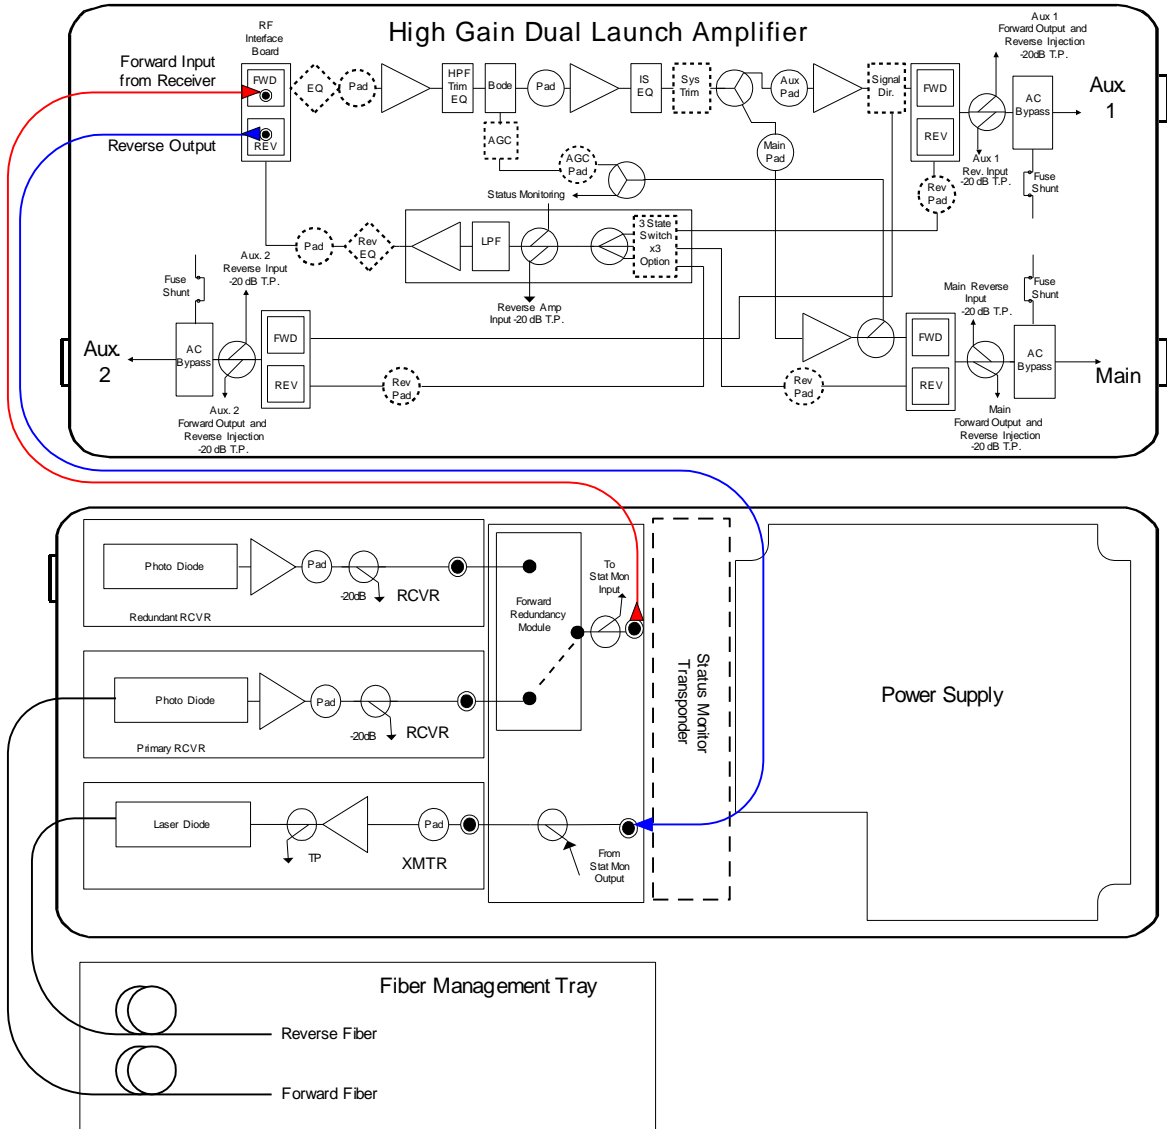 High Gain Dual Launch Amplifier
RF
Interface
Board
Forward Input
from Receiver
Reverse Output
FWD
REV
EQ
Pad
HPF
Trim
EQ
Bode
Pad
IS
EQ
Sys
Trim
Aux
Pad
Signal
Dir.
FWD
REV
Aux 1
Forward Output and
Reverse Injection
-20dB T.P.
AC
Bypass
Aux.
1
AGC
AGC
Pad
Main
Pad
Aux 1
Rev. Input
-20 dB T.P.
Rev
Pad
Fuse
Shunt
Status Monitoring
Pad
Rev
EQ
LPF
3 State
Switch
x3
Option
Reverse Amp
Input -20 dB T.P.
Aux. 2
Reverse Input
-20 dB T.P.
Fuse
Shunt
Main Reverse
Input
-20 dB T.P.
Fuse
Shunt
Aux.
2
AC
Bypass
FWD
REV
Rev
Pad
Rev
Pad
FWD
REV
AC
Bypass
Main
Aux. 2
Forward Output and
Reverse Injection
-20 dB T.P.
Main
Forward Output and
Reverse Injection
-20 dB T.P.
Photo Diode
Pad
-20dB
RCVR
Redundant RCVR
Forward
Redundancy
Module
To
Stat Mon
Input
Photo Diode
Pad
-20dB
RCVR
Primary RCVR
Status Monitor
Transponder
Power Supply
Laser Diode
TP
Pad
XMTR
From
Stat Mon
Output
Fiber Management Tray
Reverse Fiber
Forward Fiber